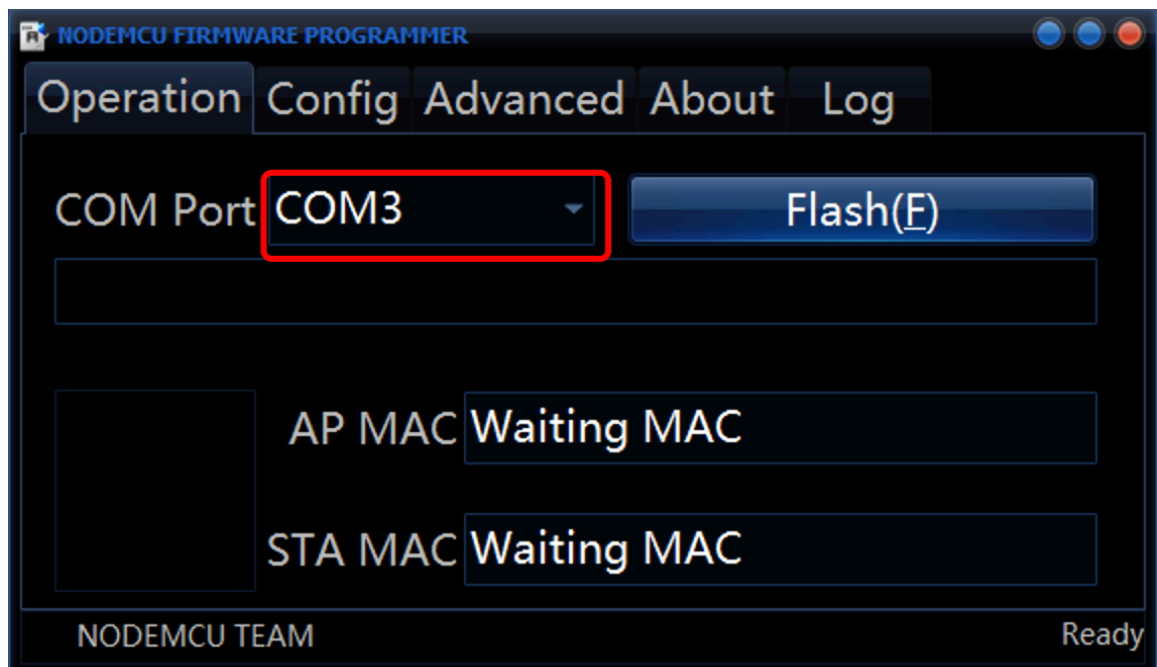 NODEMCU FIRMWARE PROGRAMMER
Operation Config Advanced About Log
COM Port COM3 Flash(F)
AP MAC Waiting MAC
STA MAC Waiting MAC
NODEMCU TEAM Ready